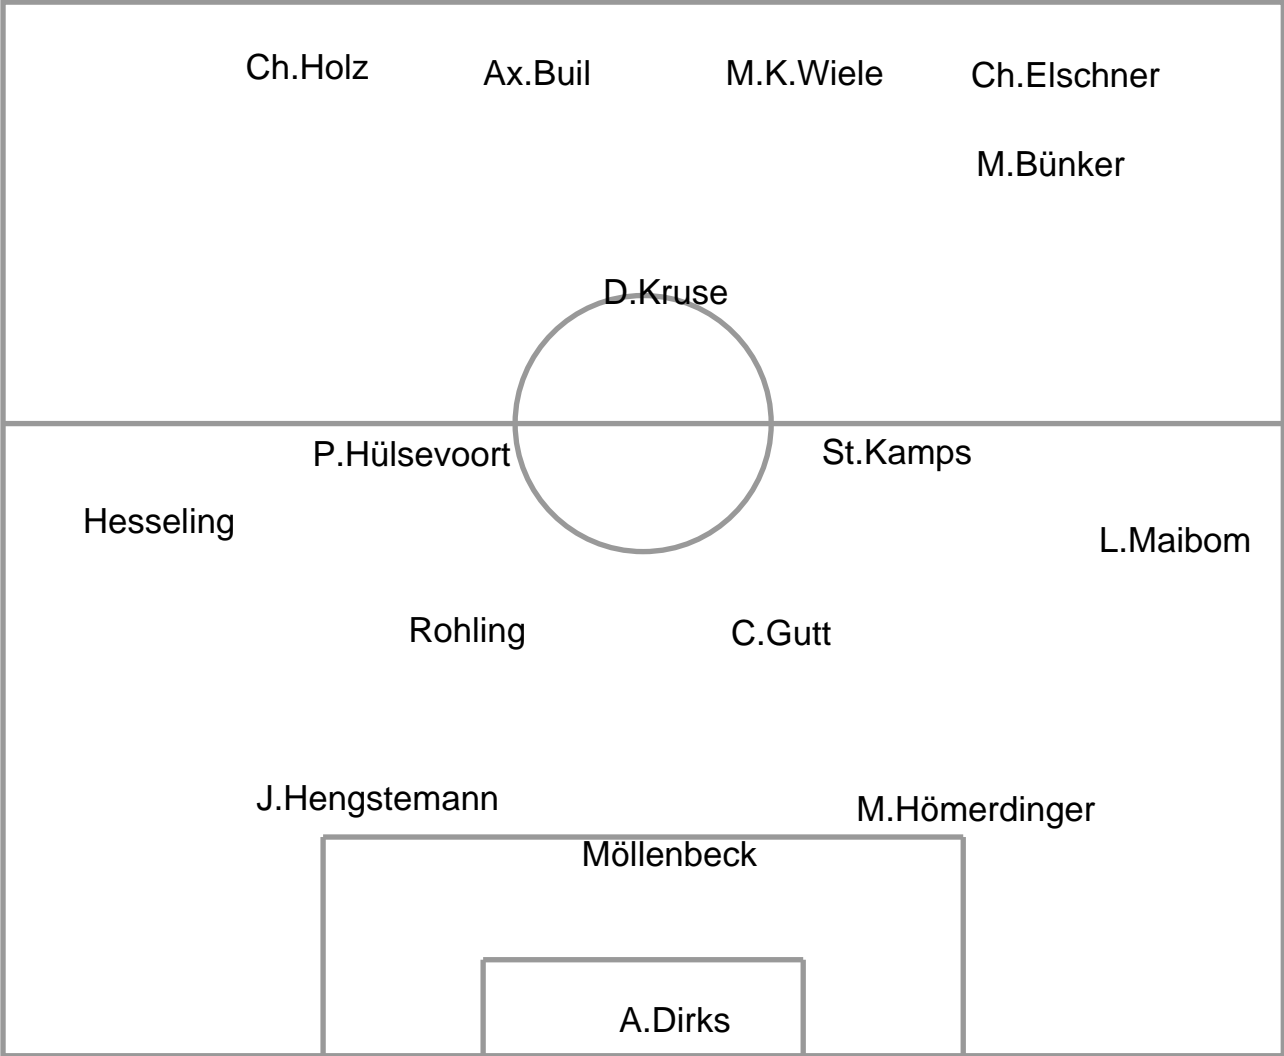 Ch.Holz
Ax.Buil
M.K.Wiele
Ch.Elschner
M.Bünker
D.Kruse
P.Hülsevoort
St.Kamps
Hesseling
L.Maibom
Rohling
C.Gutt
J.Hengstemann
M.Hömerdinger
Möllenbeck
A.Dirks